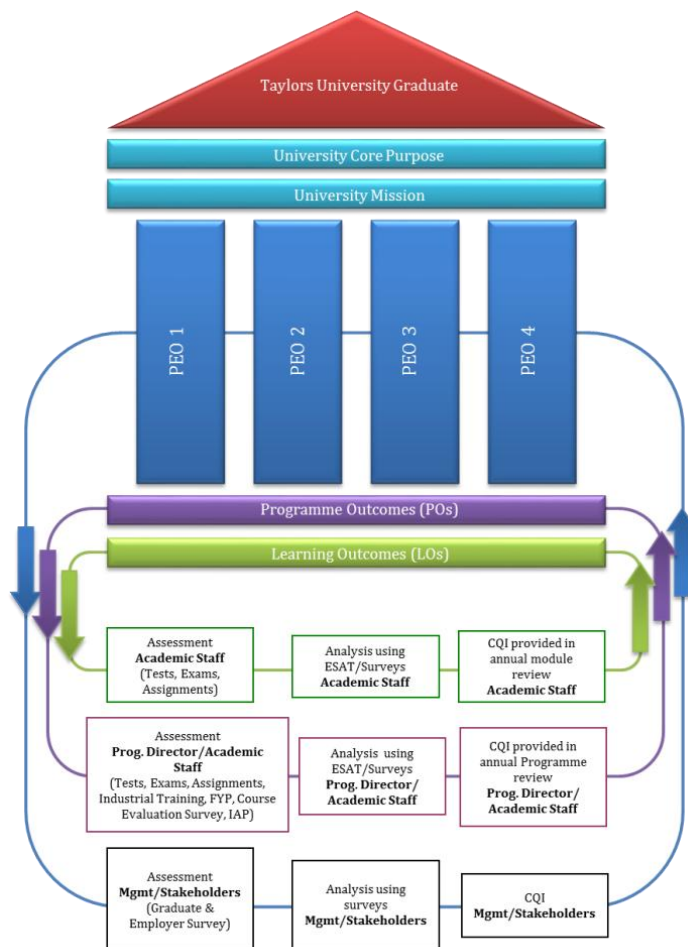 Taylors University Graduate
University Core Purpose
University Mission
PEO 1
PEO 2
PEO 3
PEO 4
Programme Outcomes (POs)
Learning Outcomes (LOs)
Assessment
Academic Staff
(Tests, Exams,
Assignments)
Analysis using
ESAT/Surveys
Academic Staff
CQI provided in
annual module
review
Academic Staff
Assessment
Prog. Director/Academic
Staff
(Tests, Exams, Assignments,
Industrial Training, FYP, Course
Evaluation Survey, IAP)
Analysis using
ESAT/Surveys
Prog. Director/
Academic Staff
CQI provided in
annual Programme
review
Prog. Director/
Academic Staff
Assessment
Mgmt/Stakeholders
(Graduate &
Employer Survey)
Analysis using
surveys
Mgmt/Stakeholders
CQI
Mgmt/Stakeholders